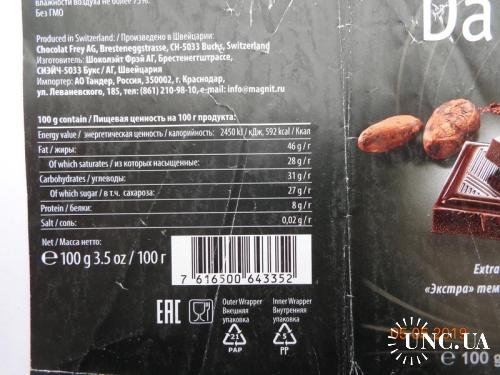 влажности воздуха не более 75%.
Без ГМО
Produced in Switzerland: / Произведено в Швейцарии:
Chocolat Frey AG, Bresteneggstrasse, CH-5033 Buchs, Switzerland
Изготовитель: Шоколэйт Фрэй АГ, Брестенеггштрассе,
СИЭЙЧ-5033 Букс / АГ, Швейцария
Импортер: АО Тандер, Россия, 350002, г. Краснодар,
ул. Леваневского, 185, тел: (861) 210-98-10, e-mail: info@magnit.ru
100 g contain / Пищевая ценность на 100 г продукта:
Energy value / энергетическая ценность / калорийность: 2450 kJ / кДж, 592 kcal / Ккал
Fat / жиры: 46 g / г
Of which saturates / из которых насыщенные: 28 g / г
Carbohydrates / углеводы: 31 g / г
Of which sugar / в т.ч. сахароза: 27 g / г
Protein / белки: 8 g / г
Salt / соль: 0,02 g / г
Net / Масса нетто:
℮ 100 g 3.5 oz / 100 г
7 616500 643352
EAC
Outer Wrapper
Внешняя
упаковка
21
PAP
Inner Wrapper
Внутренняя
упаковка
5
PP
Da
Extra
«Экстра» тем
05.05.2019
UNC.UA
℮ 100 g